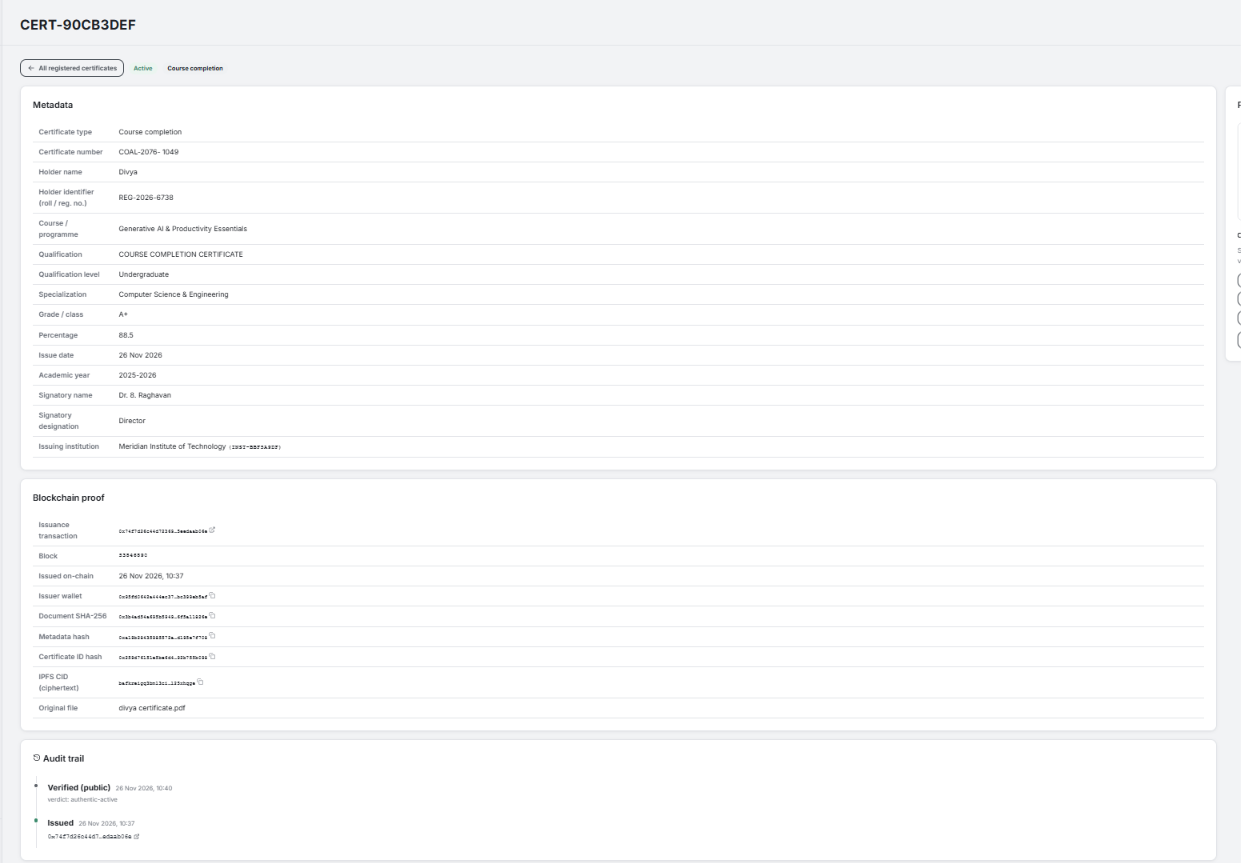 CERT-90CB3DEF
← All registered certificates Active Course completion
Metadata
Certificate type Course completion
Certificate number COAL-2076- 1049
Holder name Divya
Holder identifier
(roll / reg. no.) REG-2026-6738
Course /
programme Generative AI & Productivity Essentials
Qualification COURSE COMPLETION CERTIFICATE
Qualification level Undergraduate
Specialization Computer Science & Engineering
Grade / class A+
Percentage 88.5
Issue date 26 Nov 2026
Academic year 2025-2026
Signatory name Dr. B. Raghavan
Signatory
designation Director
Issuing institution Meridian Institute of Technology
Blockchain proof
Issuance
transaction
Block
Issued on-chain 26 Nov 2026, 10:37
Issuer wallet
Document SHA-256
Metadata hash
Certificate ID hash
IPFS CID
(ciphertext)
Original file divya certificate.pdf
Audit trail
Verified (public) 26 Nov 2026, 10:40
verdict: authentic-active
Issued 26 Nov 2026, 10:37